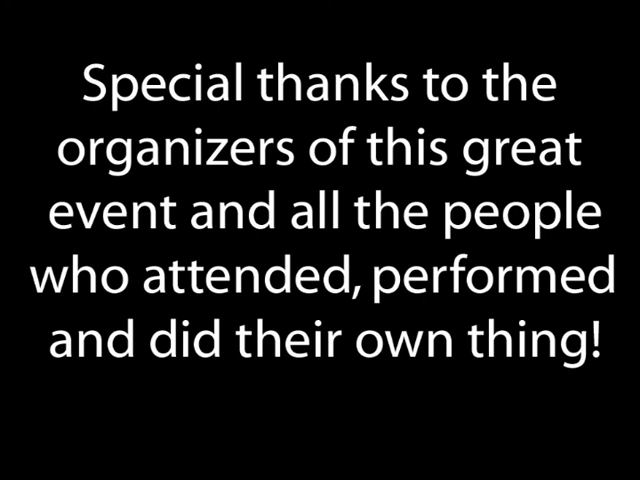 Special thanks to the
organizers of this great
event and all the people
who attended, performed
and did their own thing!